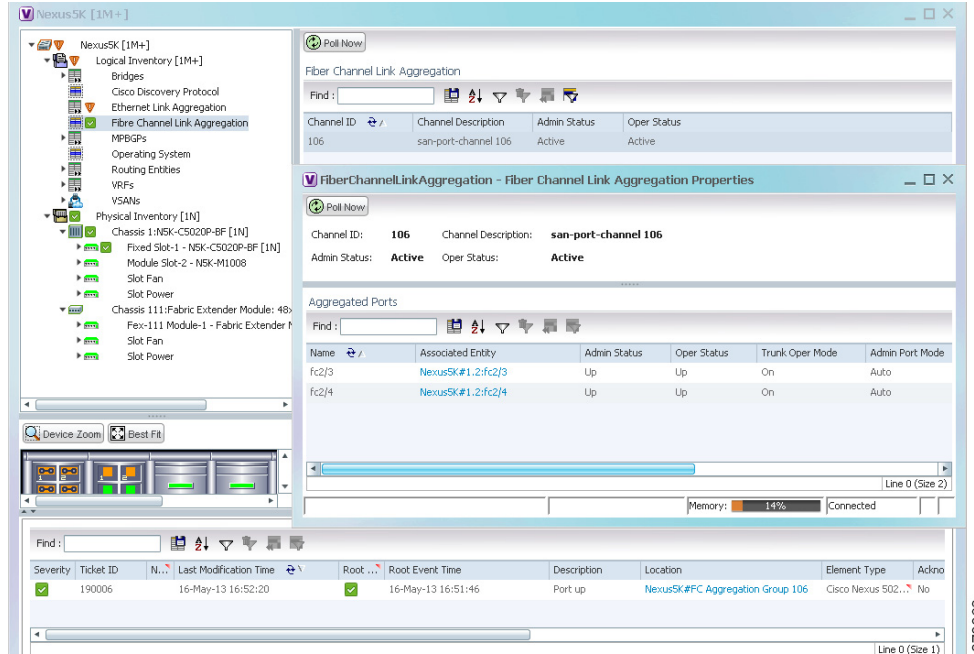 Nexus5K [1M+]
Nexus5K [1M+]
Logical Inventory [1M+]
Bridges
Cisco Discovery Protocol
Ethernet Link Aggregation
Fibre Channel Link Aggregation
MPBGPs
Operating System
Routing Entities
VRFs
VSANs
Physical Inventory [1N]
Chassis 1:N5K-C5020P-BF [1N]
Fixed Slot-1 - N5K-C5020P-BF [1N]
Module Slot-2 - N5K-M1008
Slot Fan
Slot Power
Chassis 111:Fabric Extender Module: 48x
Fex-111 Module-1 - Fabric Extender
Slot Fan
Slot Power
Device Zoom Best Fit
1 2 1 2
Poll Now
Fiber Channel Link Aggregation
Find :
Channel ID Channel Description Admin Status Oper Status
106 san-port-channel 106 Active Active
FiberChannelLinkAggregation - Fiber Channel Link Aggregation Properties
Poll Now
Channel ID: 106 Channel Description: san-port-channel 106
Admin Status: Active Oper Status: Active
Aggregated Ports
Find :
Name Associated Entity Admin Status Oper Status Trunk Oper Mode Admin Port Mode
fc2/3 Nexus5K#1.2:fc2/3 Up Up On Auto
fc2/4 Nexus5K#1.2:fc2/4 Up Up On Auto
Line 0 (Size 2)
Memory: 14% Connected
Find :
Severity Ticket ID N... Last Modification Time Root ... Root Event Time Description Location Element Type Ackno
190006 16-May-13 16:52:20 16-May-13 16:51:46 Port up Nexus5K#FC Aggregation Group 106 Cisco Nexus 502... No
Line 0 (Size 1)